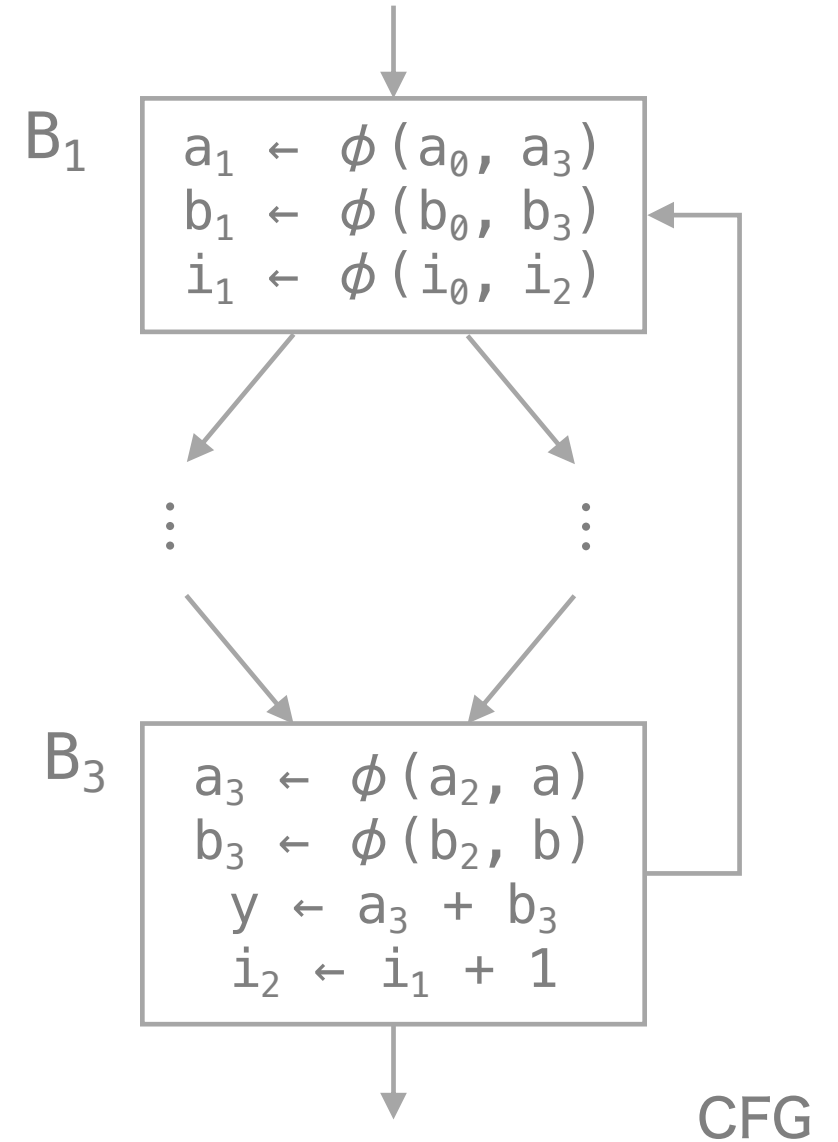 B₁
a₁ ← ϕ(a₀, a₃)
b₁ ← ϕ(b₀, b₃)
i₁ ← ϕ(i₀, i₂)
⋮ ⋮
B₃
a₃ ← ϕ(a₂, a)
b₃ ← ϕ(b₂, b)
y ← a₃ + b₃
i₂ ← i₁ + 1
CFG